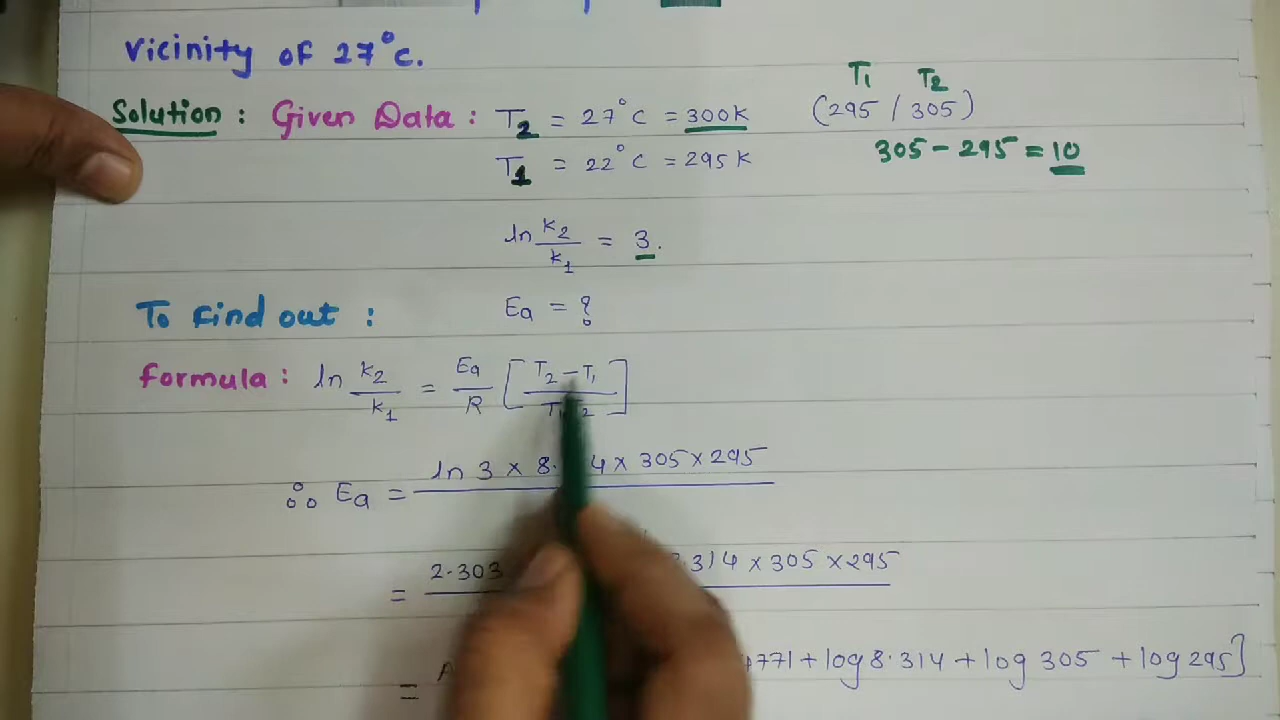 Vicinity of 27°C.
T1 T2
Solution : Given Data : T2 = 27°C = 300K (295 / 305)
T1 = 22°C = 295 K 305 - 295 = 10
ln K2/K1 = 3.
To Find out : Ea = ?
Formula : ln K2/K1 = Ea/R [T2 - T1 /
∴ Ea = ln 3 × 8. 4 × 305 × 295
= 2.303 .314 × 305 × 295
= 4771 + log 8.314 + log 305 + log 295]